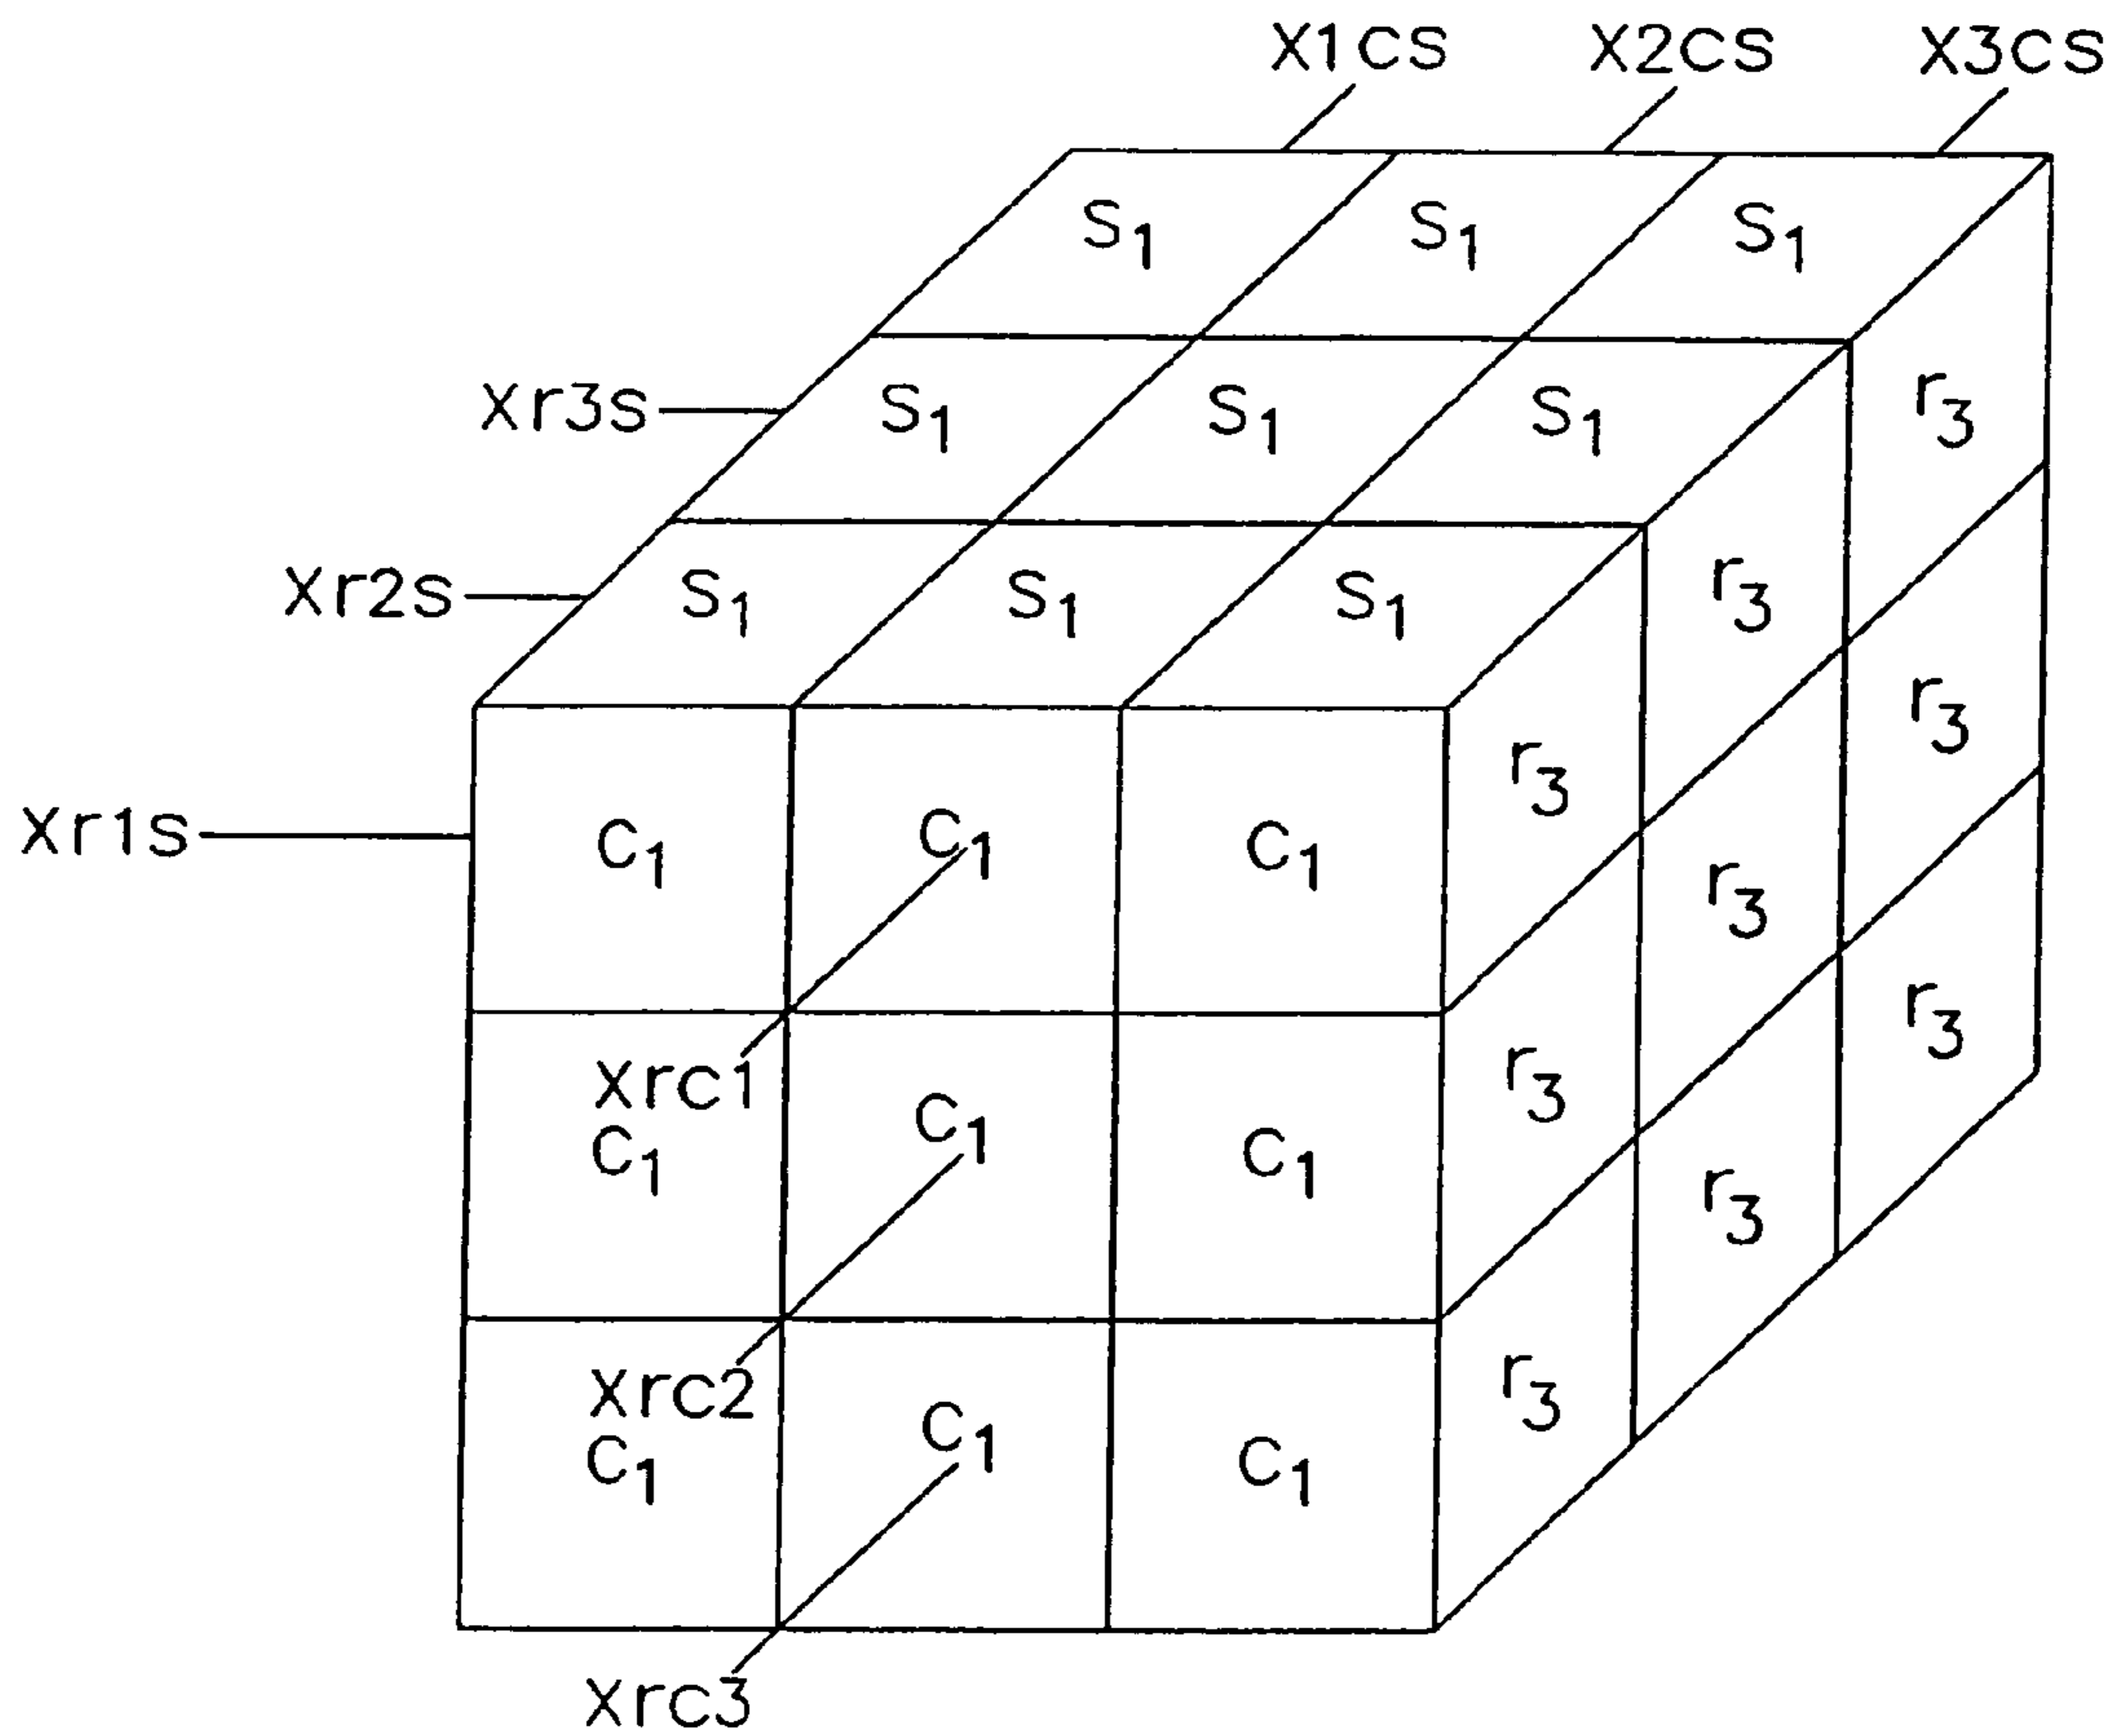 x1cs x2cs x3cs
s1 s1 s1
xr3s s1 s1 s1 r3
xr2s s1 s1 s1 r3
r3
r3
xr1s c1 c1 c1
r3
r3
xrc1
c1 c1 c1 r3
r3
xrc2
c1 c1 c1 r3
xrc3